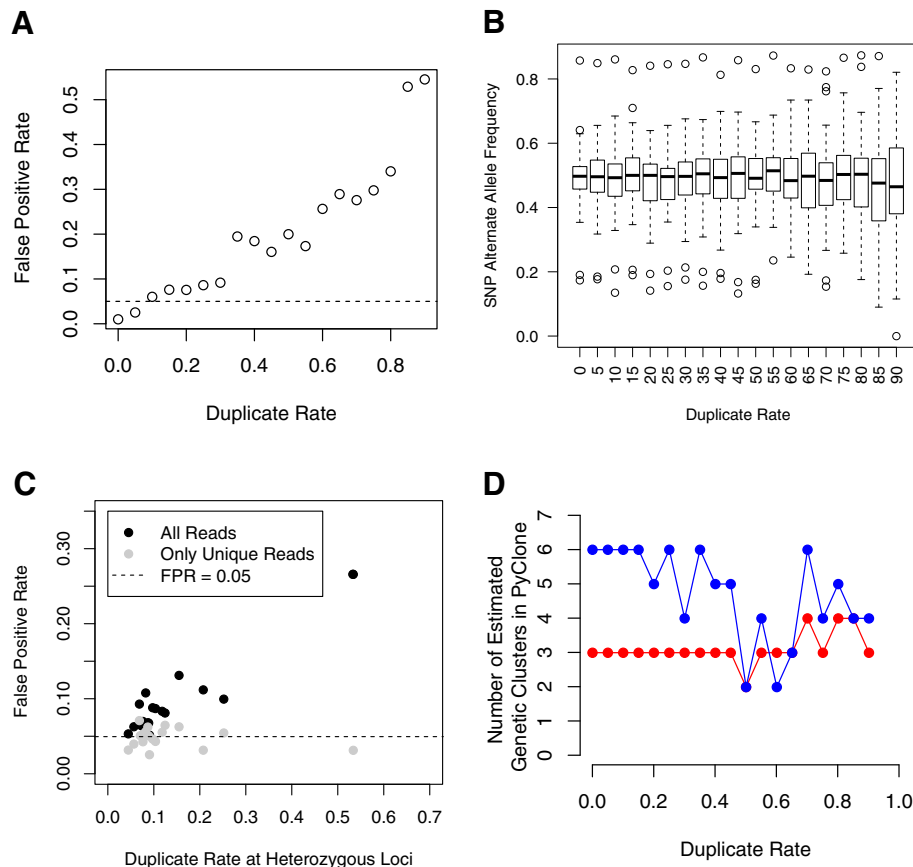 A
False Positive Rate
0.5
0.4
0.3
0.2
0.1
0.0
0.0 0.2 0.4 0.6 0.8
Duplicate Rate
B
SNP Alternate Allele Frequency
0.8
0.6
0.4
0.2
0.0
0 5 10 15 20 25 30 35 40 45 50 55 60 65 70 75 80 85 90
Duplicate Rate
C
False Positive Rate
0.30
0.20
0.10
0.00
All Reads
Only Unique Reads
FPR = 0.05
0.0 0.1 0.2 0.3 0.4 0.5 0.6 0.7
Duplicate Rate at Heterozygous Loci
D
Number of Estimated
Genetic Clusters in PyClone
7
6
5
4
3
2
1
0
0.0 0.2 0.4 0.6 0.8 1.0
Duplicate Rate